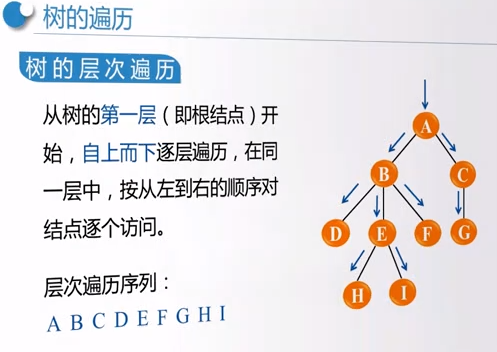 树的遍历
树的层次遍历
从树的第一层（即根结点）开
始，自上而下逐层遍历，在同
一层中，按从左到右的顺序对
结点逐个访问。
层次遍历序列：
A B C D E F G H I
A
B
C
D
E
F
G
H
I